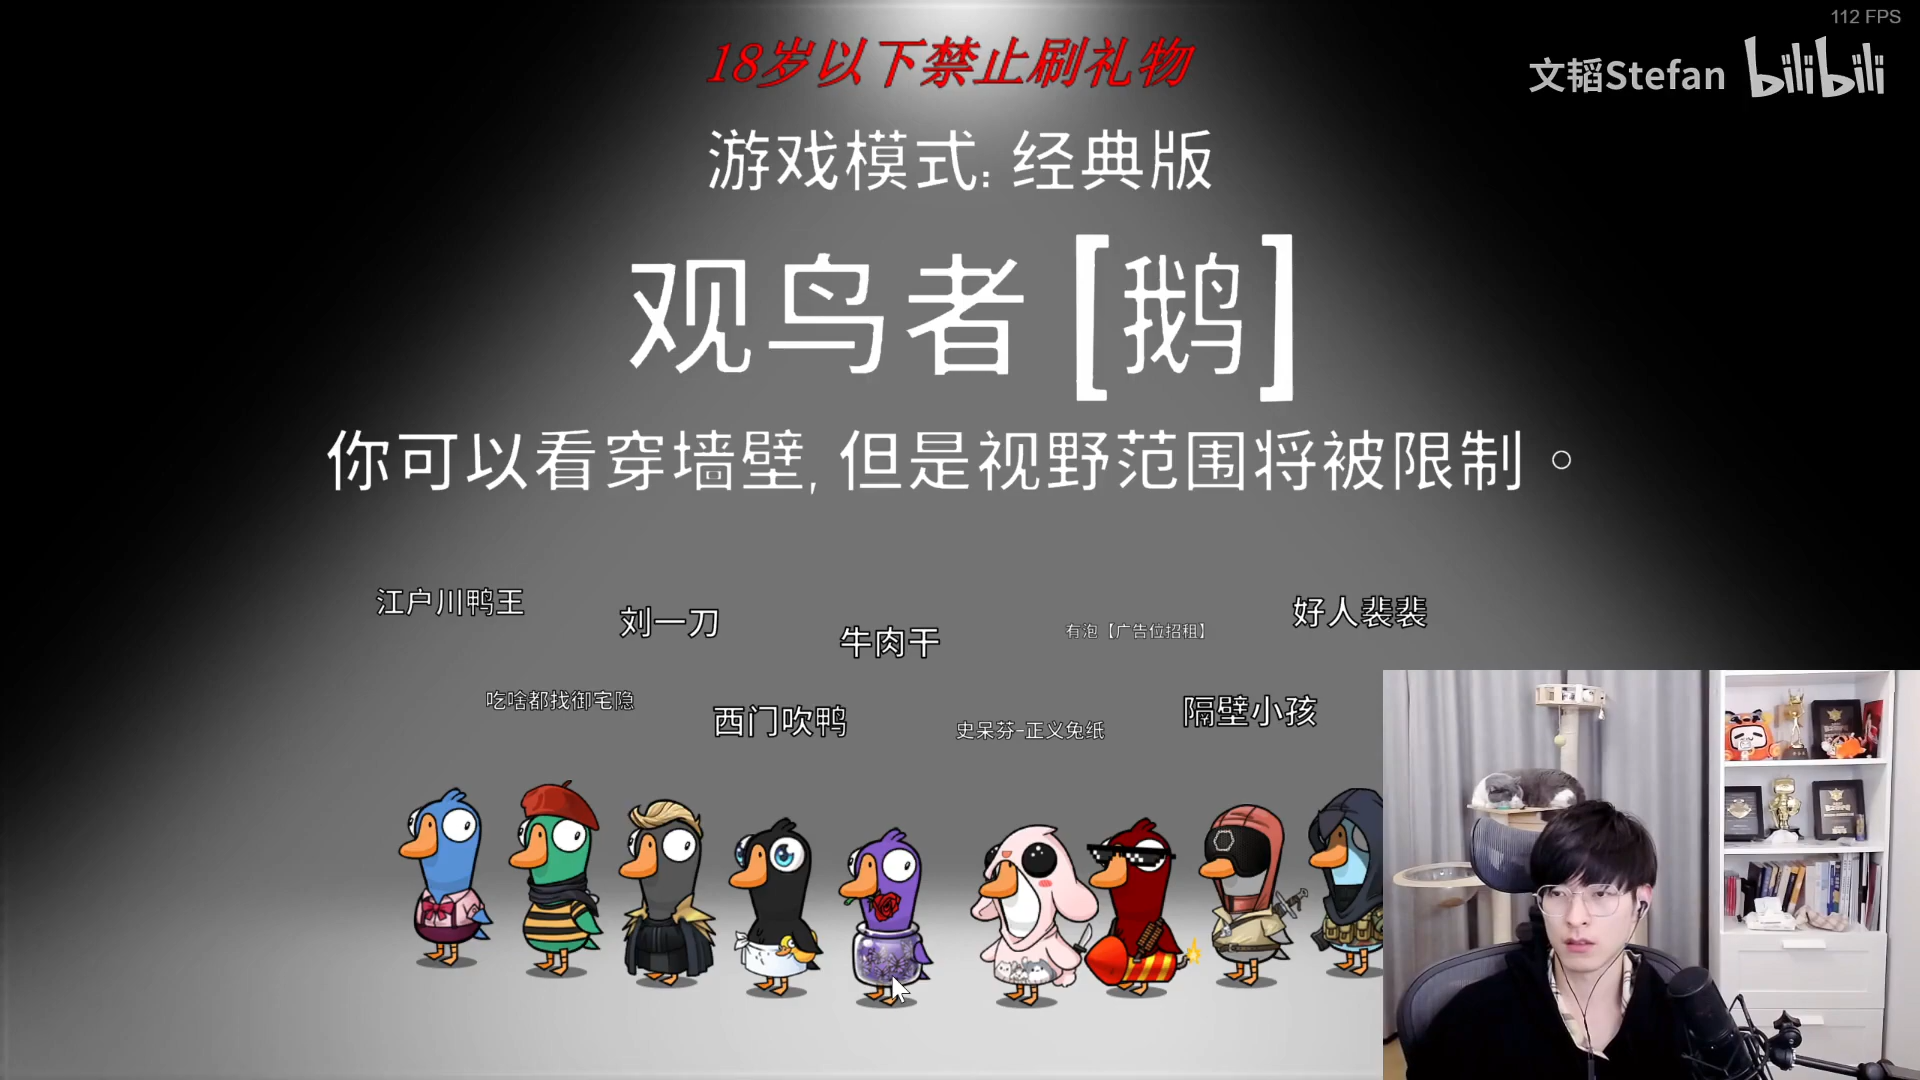 112 FPS
18岁以下禁止刷礼物
文韬Stefan bilibili
游戏模式: 经典版
观鸟者 [鹅]
你可以看穿墙壁, 但是视野范围将被限制。
江户川鸭王
刘一刀
牛肉干
有泡【广告位招租】
好人裴裴
吃啥都找御宅隐
西门吹鸭
史呆芬-正义兔纸
隔壁小孩